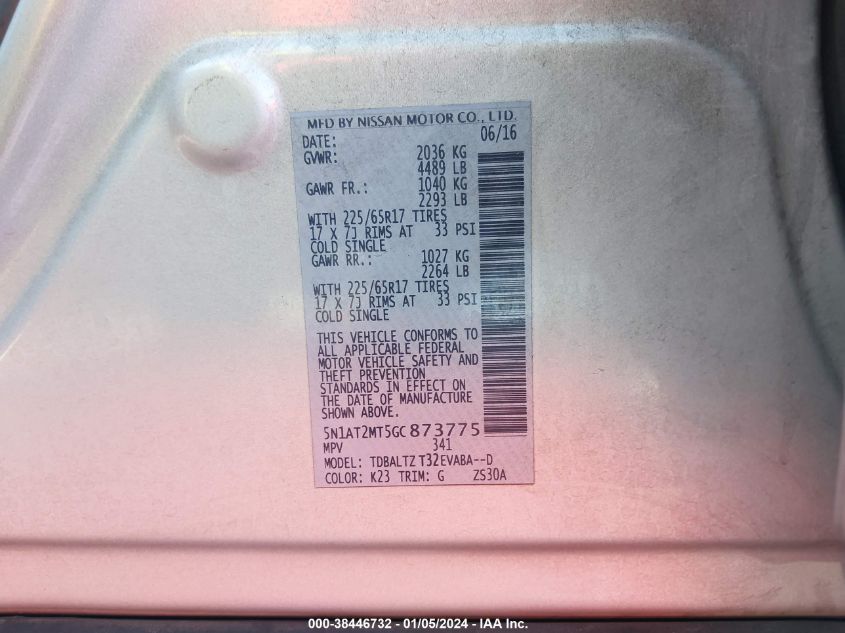 MFD BY NISSAN MOTOR CO., LTD.
DATE: 06/16
GVWR: 2036 KG
4489 LB
GAWR FR.: 1040 KG
2293 LB
WITH 225/65R17 TIRES
17 X 7J RIMS AT 33 PSI
COLD SINGLE
GAWR RR.: 1027 KG
2264 LB
WITH 225/65R17 TIRES
17 X 7J RIMS AT 33 PSI
COLD SINGLE
THIS VEHICLE CONFORMS TO
ALL APPLICABLE FEDERAL
MOTOR VEHICLE SAFETY AND
THEFT PREVENTION
STANDARDS IN EFFECT ON
THE DATE OF MANUFACTURE
SHOWN ABOVE.
5N1AT2MT5GC873775
MPV 341
MODEL: TDBALTZ T32EVABA--D
COLOR: K23 TRIM: G ZS30A
000-38446732 - 01/05/2024 - IAA Inc.